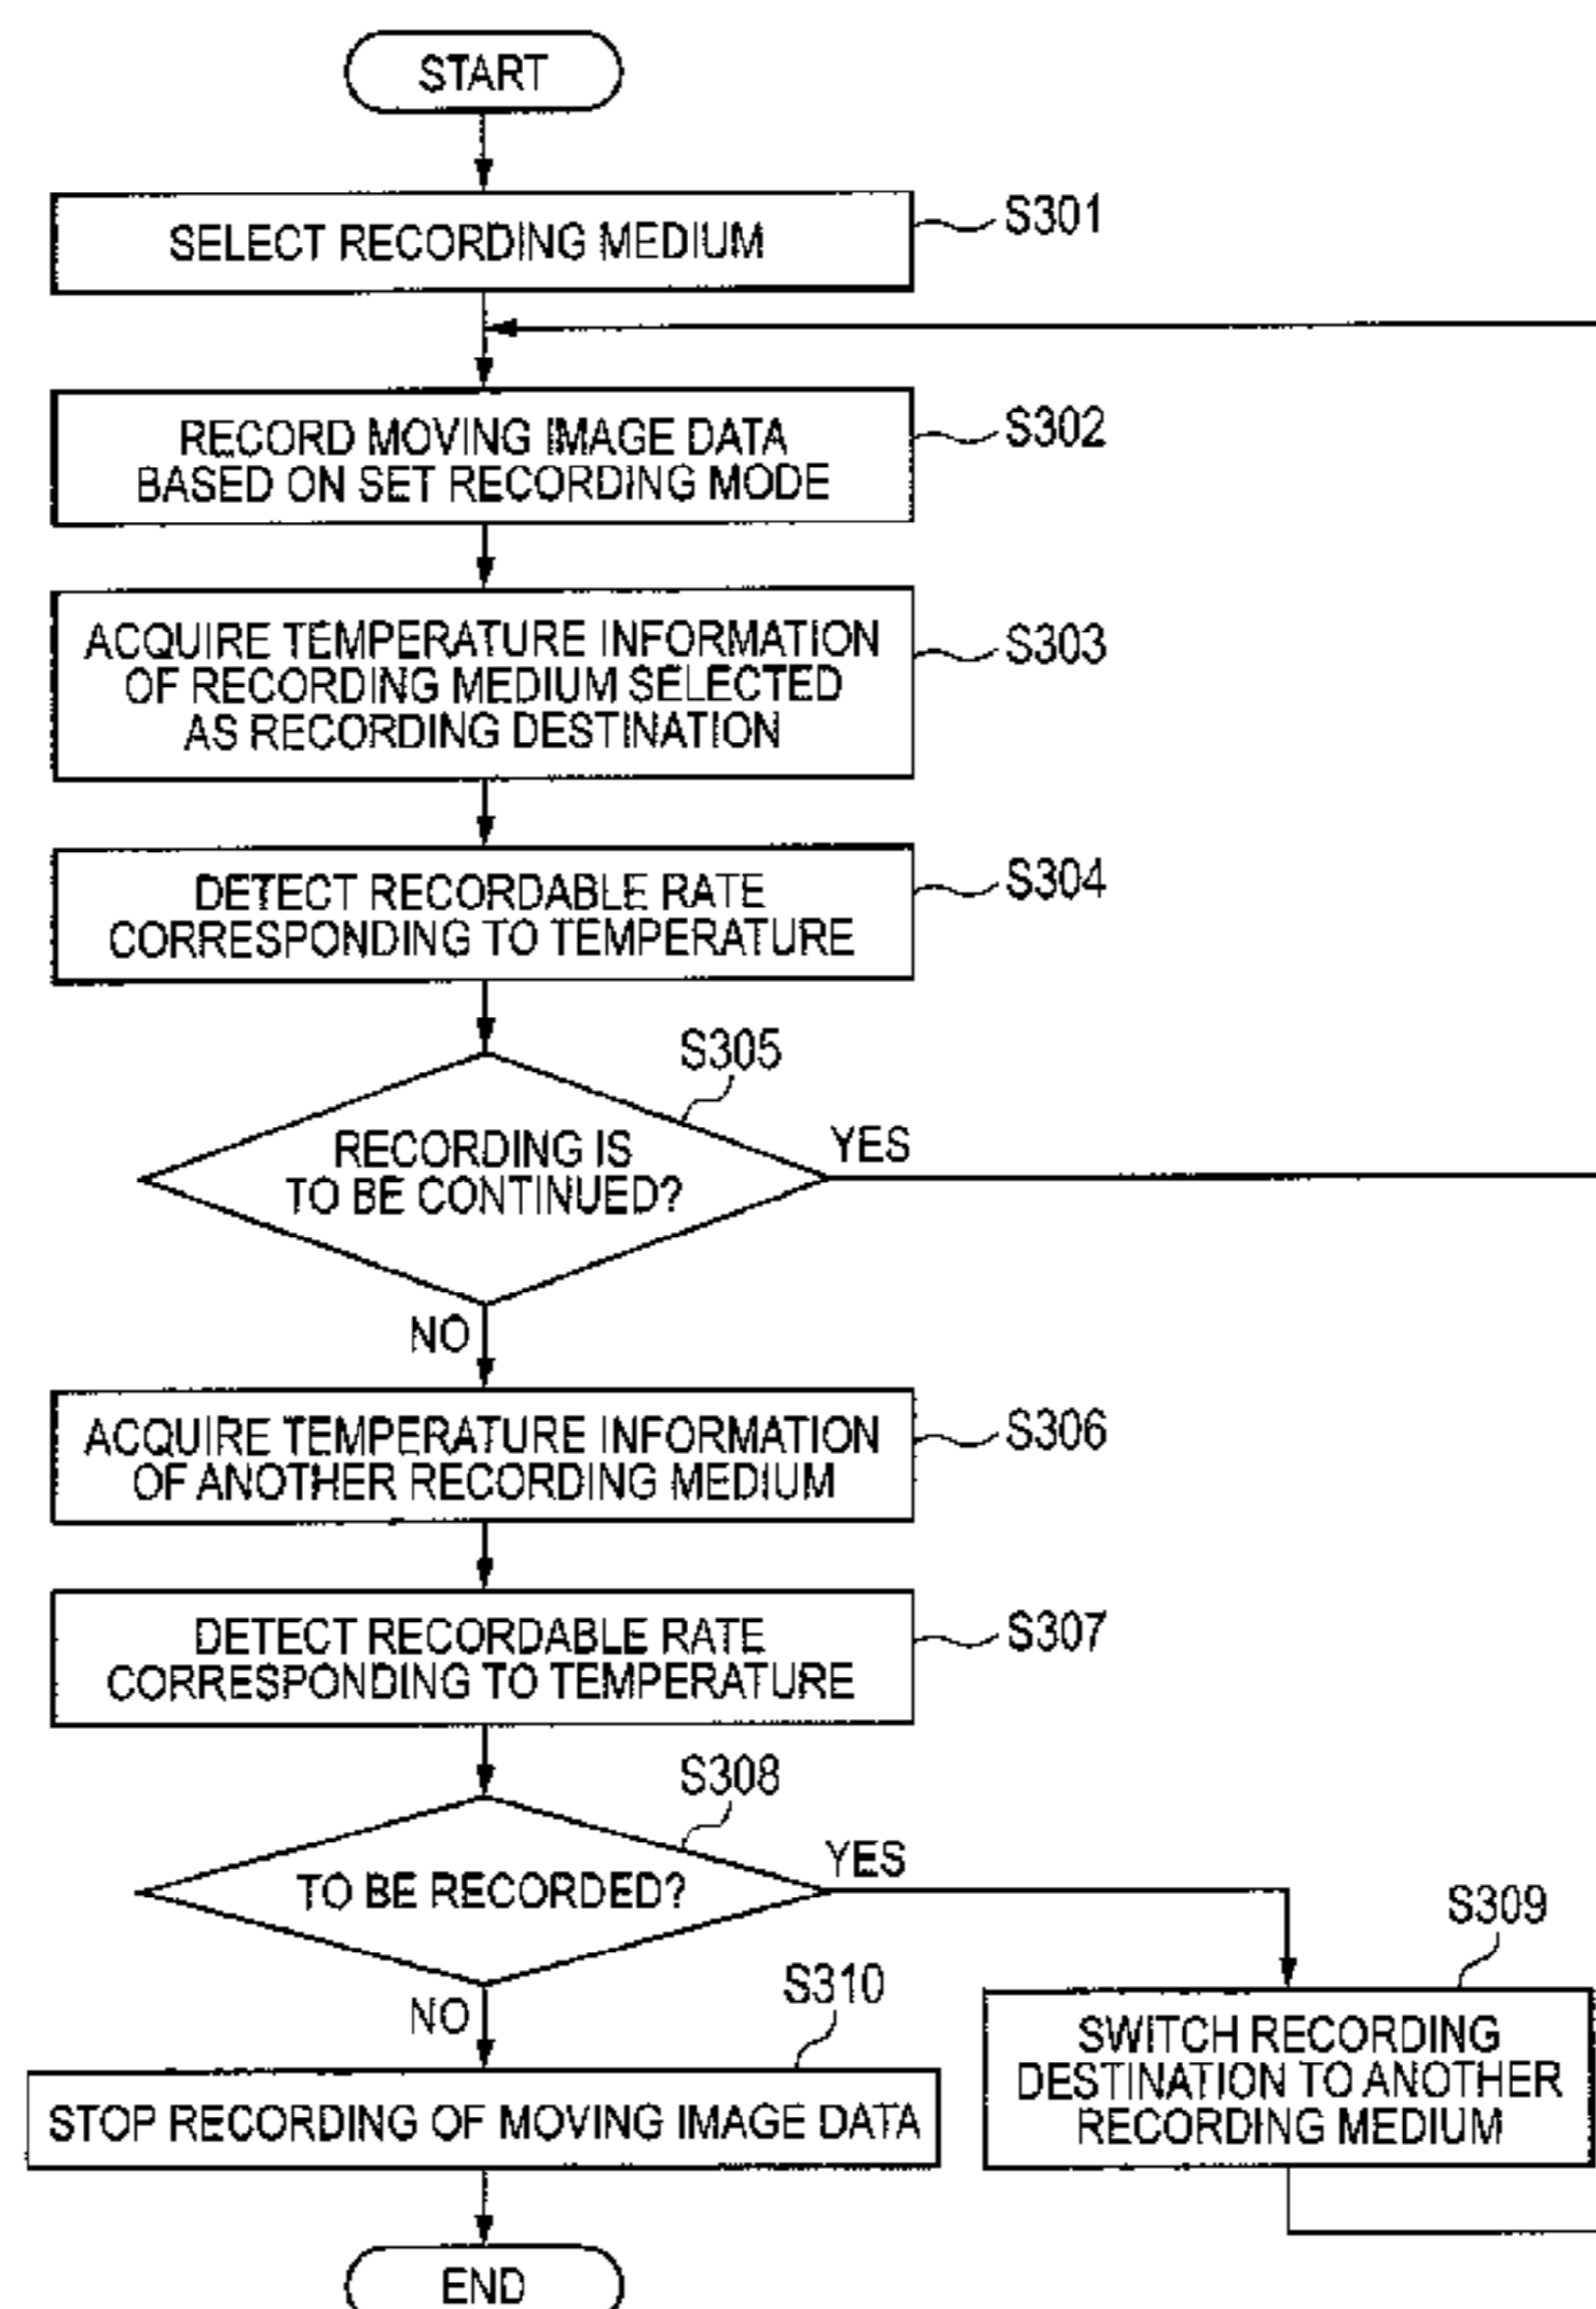 START
SELECT RECORDING MEDIUM
S301
RECORD MOVING IMAGE DATA
BASED ON SET RECORDING MODE
S302
ACQUIRE TEMPERATURE INFORMATION
OF RECORDING MEDIUM SELECTED
AS RECORDING DESTINATION
S303
DETECT RECORDABLE RATE
CORRESPONDING TO TEMPERATURE
S304
S305
RECORDING IS
TO BE CONTINUED?
YES
NO
ACQUIRE TEMPERATURE INFORMATION
OF ANOTHER RECORDING MEDIUM
S306
DETECT RECORDABLE RATE
CORRESPONDING TO TEMPERATURE
S307
S308
TO BE RECORDED?
YES
NO
S309
SWITCH RECORDING
DESTINATION TO ANOTHER
RECORDING MEDIUM
S310
STOP RECORDING OF MOVING IMAGE DATA
END